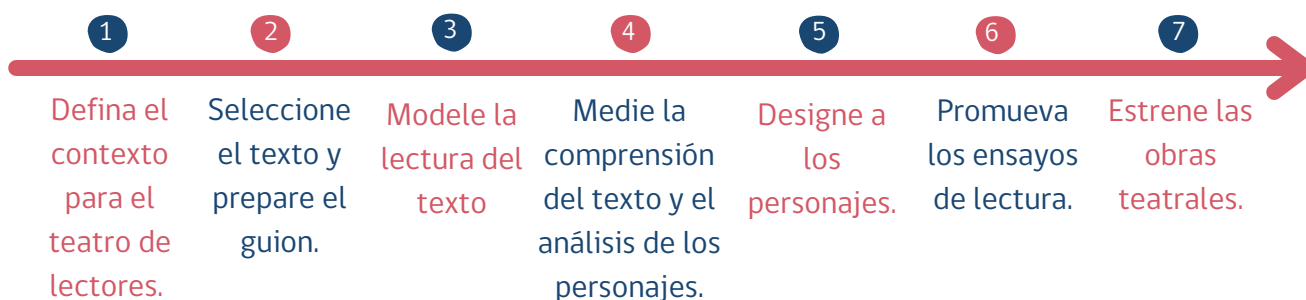 1
Defina el
contexto
para el
teatro de
lectores.
2
Seleccione
el texto y
prepare el
guion.
3
Modele la
lectura del
texto
4
Medie la
comprensión
del texto y el
análisis de los
personajes.
5
Designe a
los
personajes.
6
Promueva
los ensayos
de lectura.
7
Estrene las
obras
teatrales.